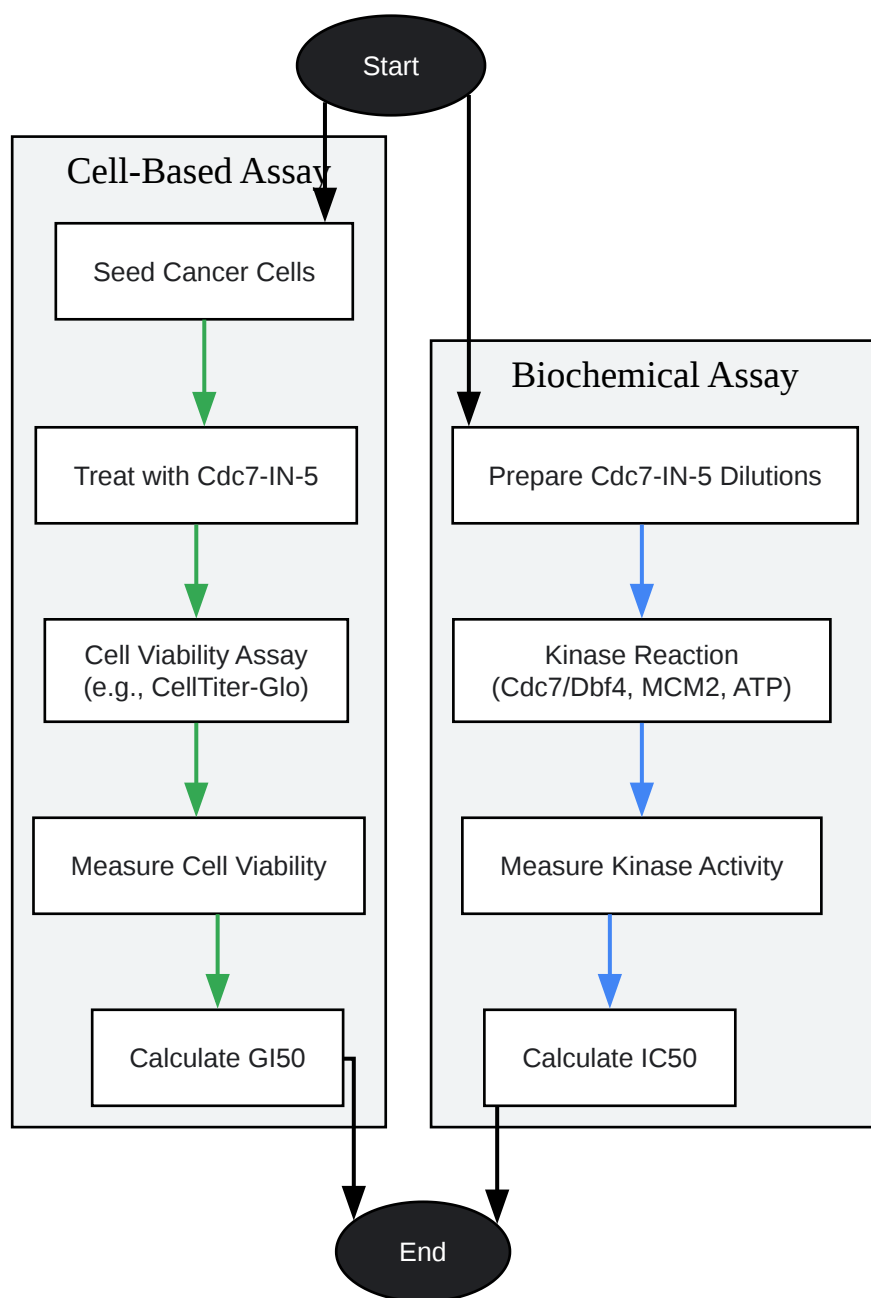 Start
Cell-Based Assay
Seed Cancer Cells
Treat with Cdc7-IN-5
Cell Viability Assay
(e.g., CellTiter-Glo)
Measure Cell Viability
Calculate GI50
Biochemical Assay
Prepare Cdc7-IN-5 Dilutions
Kinase Reaction
(Cdc7/Dbf4, MCM2, ATP)
Measure Kinase Activity
Calculate IC50
End